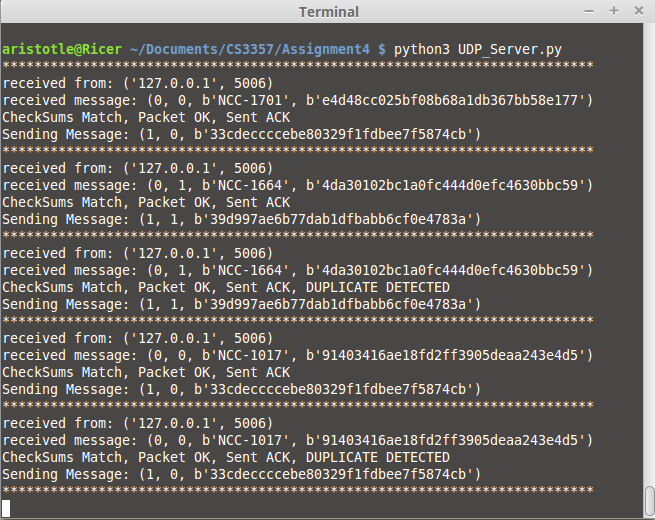 Terminal
aristotle@Ricer ~/Documents/CS3357/Assignment4 $ python3 UDP_Server.py
**************************************************************************
received from: ('127.0.0.1', 5006)
received message: (0, 0, b'NCC-1701', b'e4d48cc025bf08b68a1db367bb58e177')
CheckSums Match, Packet OK, Sent ACK
Sending Message: (1, 0, b'33cdeccccebe80329f1fdbee7f5874cb')
**************************************************************************
received from: ('127.0.0.1', 5006)
received message: (0, 1, b'NCC-1664', b'4da30102bc1a0fc444d0efc4630bbc59')
CheckSums Match, Packet OK, Sent ACK
Sending Message: (1, 1, b'39d997ae6b77dab1dfbabb6cf0e4783a')
**************************************************************************
received from: ('127.0.0.1', 5006)
received message: (0, 1, b'NCC-1664', b'4da30102bc1a0fc444d0efc4630bbc59')
CheckSums Match, Packet OK, Sent ACK, DUPLICATE DETECTED
Sending Message: (1, 1, b'39d997ae6b77dab1dfbabb6cf0e4783a')
**************************************************************************
received from: ('127.0.0.1', 5006)
received message: (0, 0, b'NCC-1017', b'91403416ae18fd2ff3905deaa243e4d5')
CheckSums Match, Packet OK, Sent ACK
Sending Message: (1, 0, b'33cdeccccebe80329f1fdbee7f5874cb')
**************************************************************************
received from: ('127.0.0.1', 5006)
received message: (0, 0, b'NCC-1017', b'91403416ae18fd2ff3905deaa243e4d5')
CheckSums Match, Packet OK, Sent ACK, DUPLICATE DETECTED
Sending Message: (1, 0, b'33cdeccccebe80329f1fdbee7f5874cb')
**************************************************************************